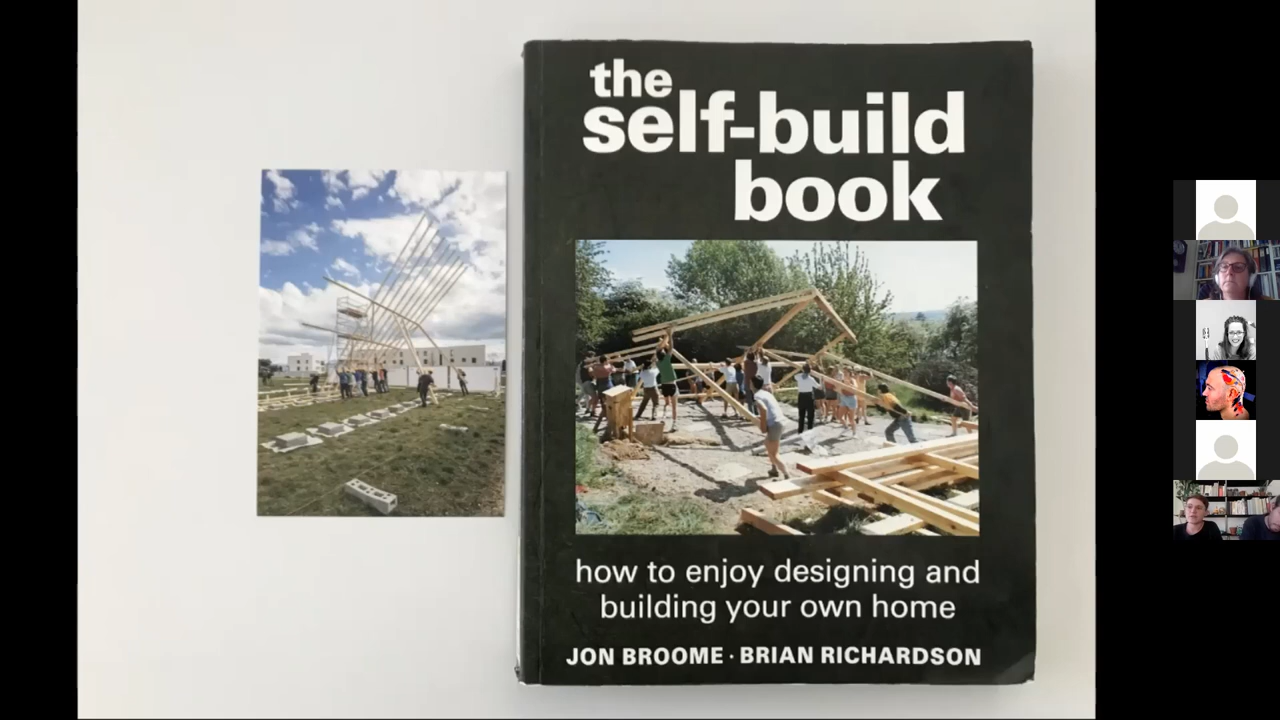 the
self-build
book
how to enjoy designing and
building your own home
JON BROOME · BRIAN RICHARDSON